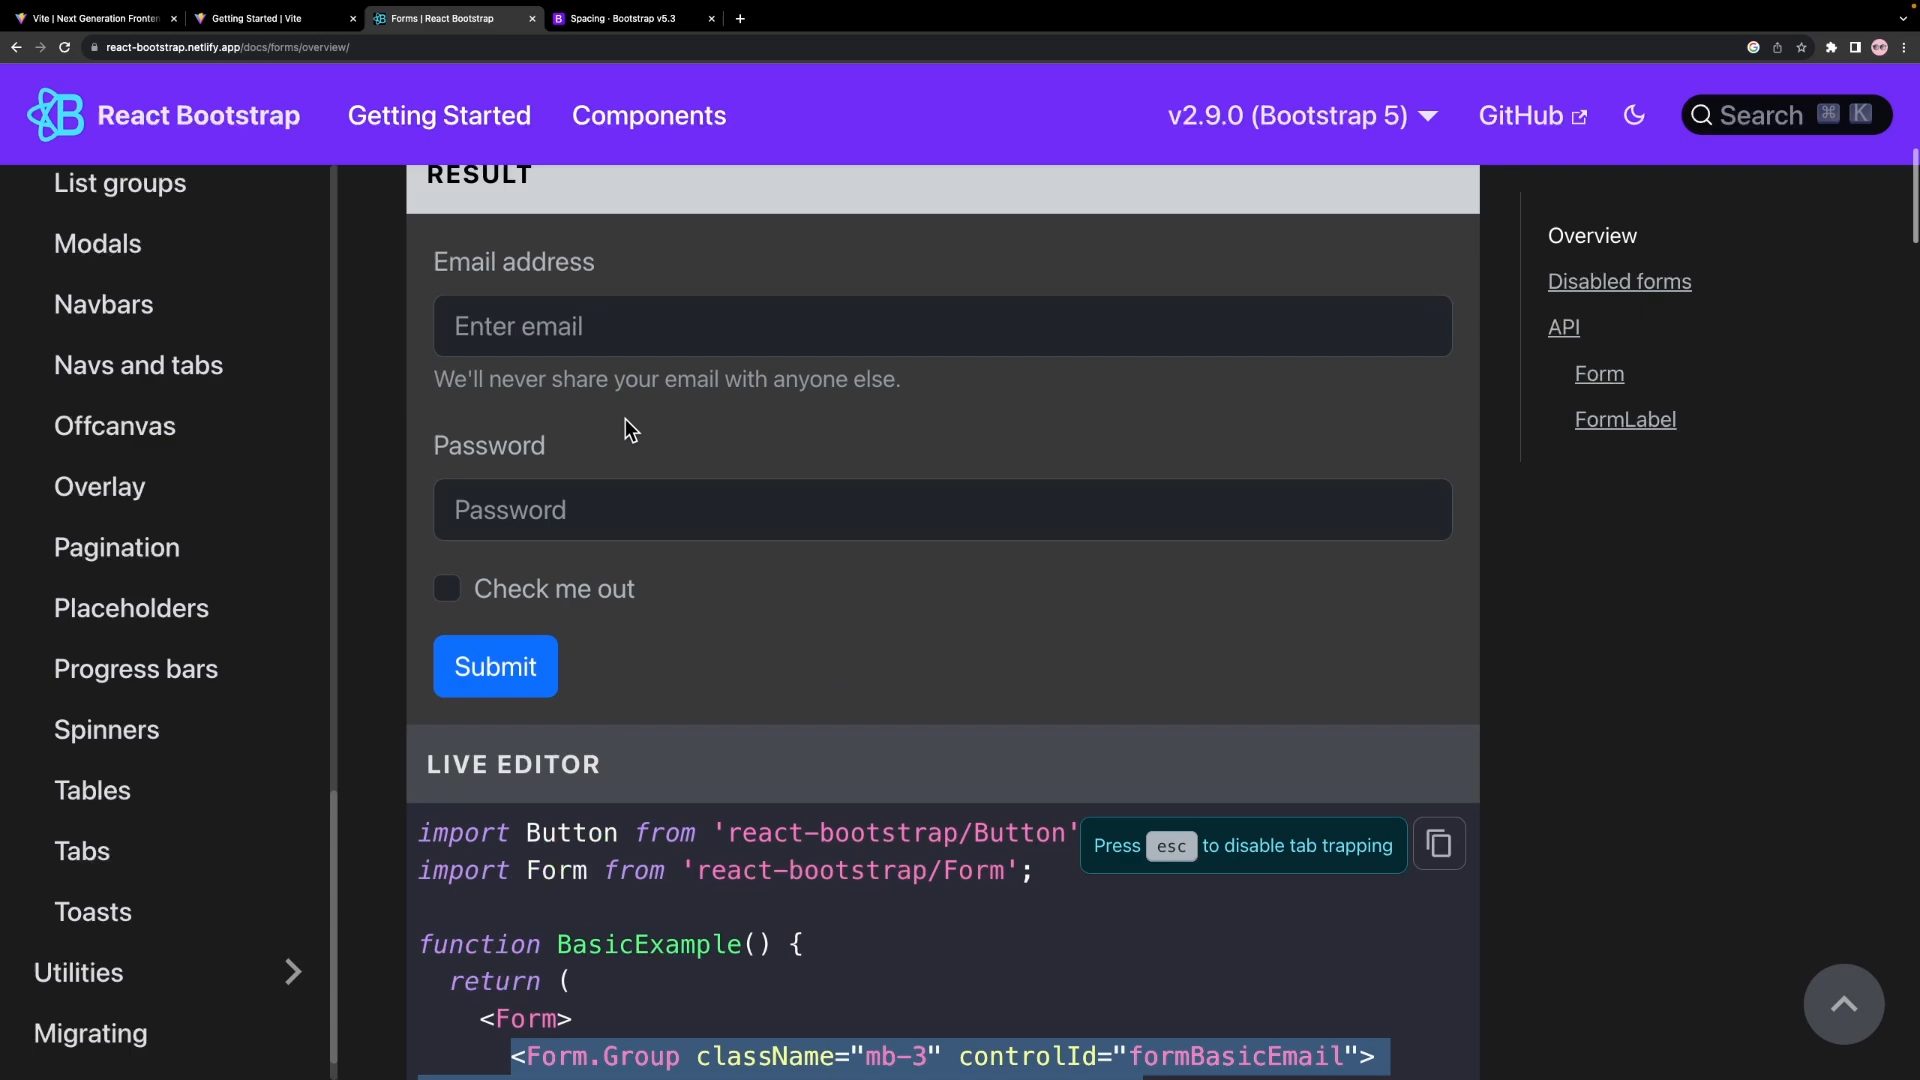 Vite | Next Generation Fronten
Getting Started | Vite
Forms | React Bootstrap
Spacing · Bootstrap v5.3
react-bootstrap.netlify.app/docs/forms/overview/
React Bootstrap
Getting Started
Components
v2.9.0 (Bootstrap 5)
GitHub
Search ⌘ K
List groups
Modals
Navbars
Navs and tabs
Offcanvas
Overlay
Pagination
Placeholders
Progress bars
Spinners
Tables
Tabs
Toasts
Utilities
Migrating
RESULT
Email address
Enter email
We'll never share your email with anyone else.
Password
Password
Check me out
Submit
LIVE EDITOR
import Button from 'react-bootstrap/Button'
import Form from 'react-bootstrap/Form';
Press esc to disable tab trapping
function BasicExample() {
return (
<Form>
<Form.Group className="mb-3" controlId="formBasicEmail">
Overview
Disabled forms
API
Form
FormLabel